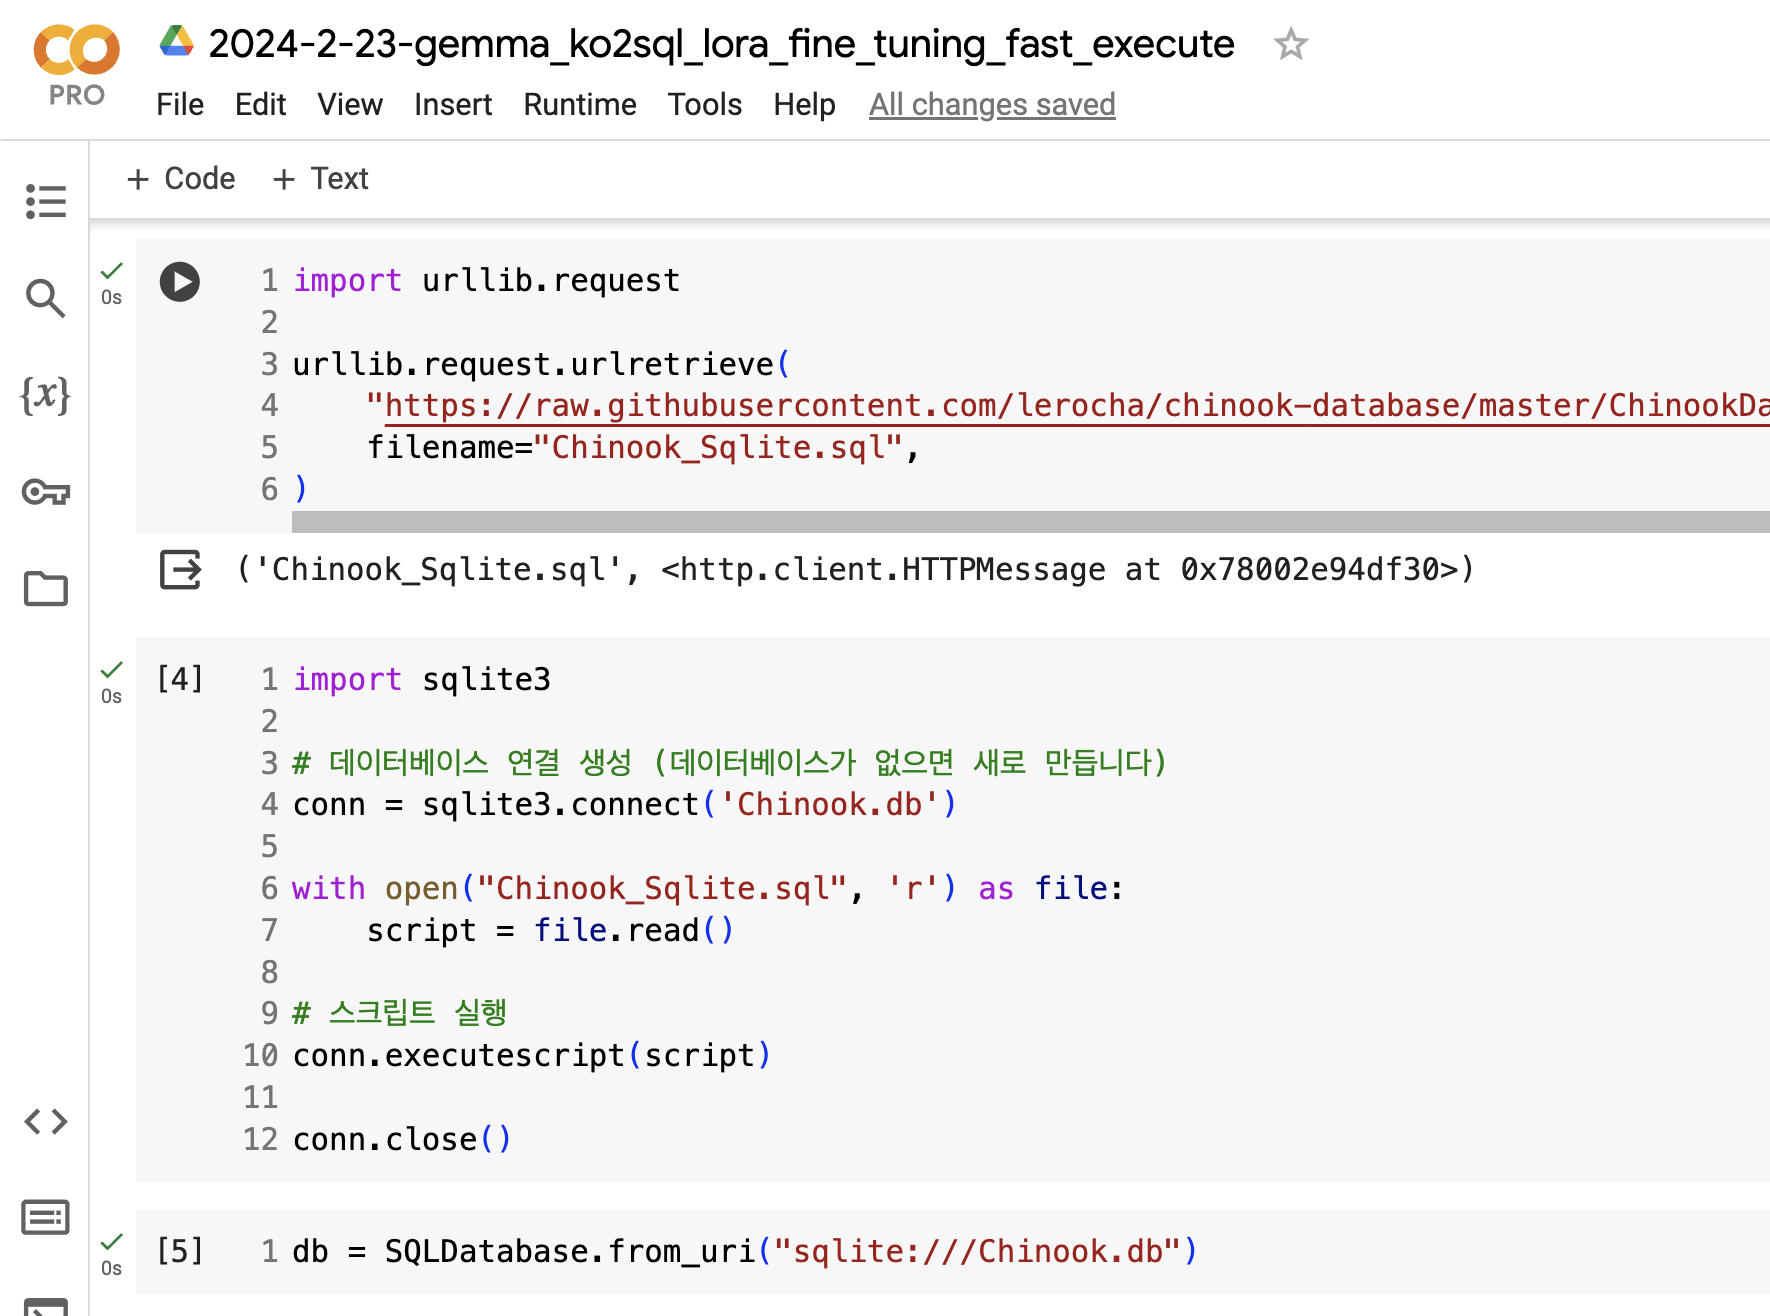 2024-2-23-gemma_ko2sql_lora_fine_tuning_fast_execute
PRO
File Edit View Insert Runtime Tools Help All changes saved
+ Code + Text
0s
1 import urllib.request
2
3 urllib.request.urlretrieve(
4     "https://raw.githubusercontent.com/lerocha/chinook-database/master/ChinookDa
5     filename="Chinook_Sqlite.sql",
6 )
('Chinook_Sqlite.sql', <http.client.HTTPMessage at 0x78002e94df30>)
0s
[4]
1 import sqlite3
2
3 # 데이터베이스 연결 생성 (데이터베이스가 없으면 새로 만듭니다)
4 conn = sqlite3.connect('Chinook.db')
5
6 with open("Chinook_Sqlite.sql", 'r') as file:
7     script = file.read()
8
9 # 스크립트 실행
10 conn.executescript(script)
11
12 conn.close()
0s
[5] 1 db = SQLDatabase.from_uri("sqlite:///Chinook.db")
{x}